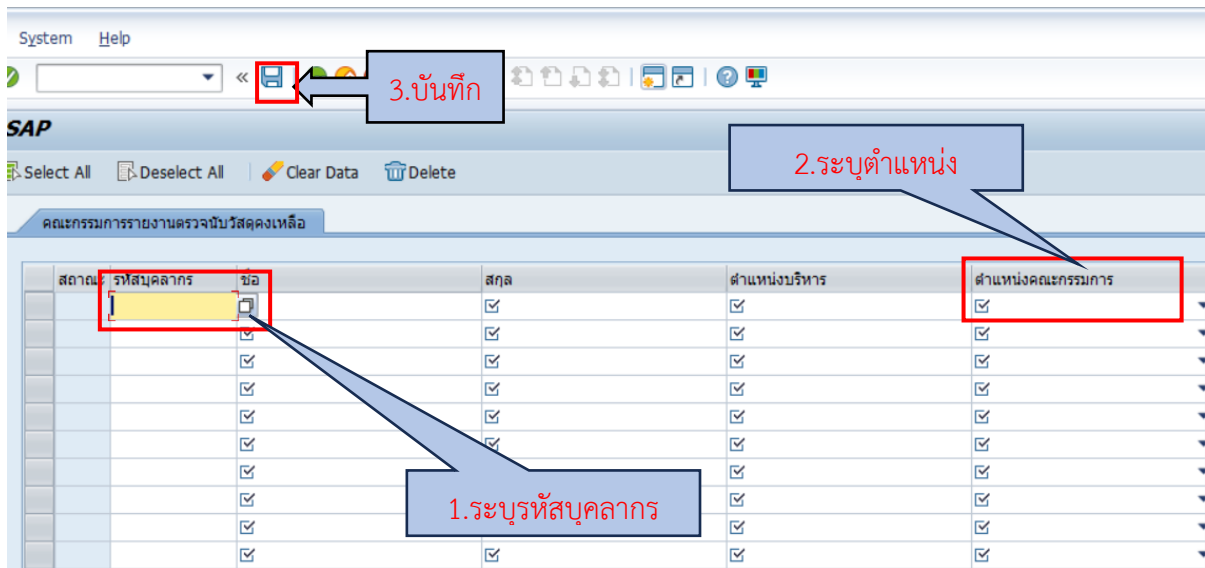 System Help
«
3.บันทึก
SAP
Select All Deselect All Clear Data Delete
2.ระบุตำแหน่ง
คณะกรรมการรายงานตรวจนับวัสดุคงเหลือ
สถานะ รหัสบุคลากร ชื่อ สกุล ตำแหน่งบริหาร ตำแหน่งคณะกรรมการ
1.ระบุรหัสบุคลากร